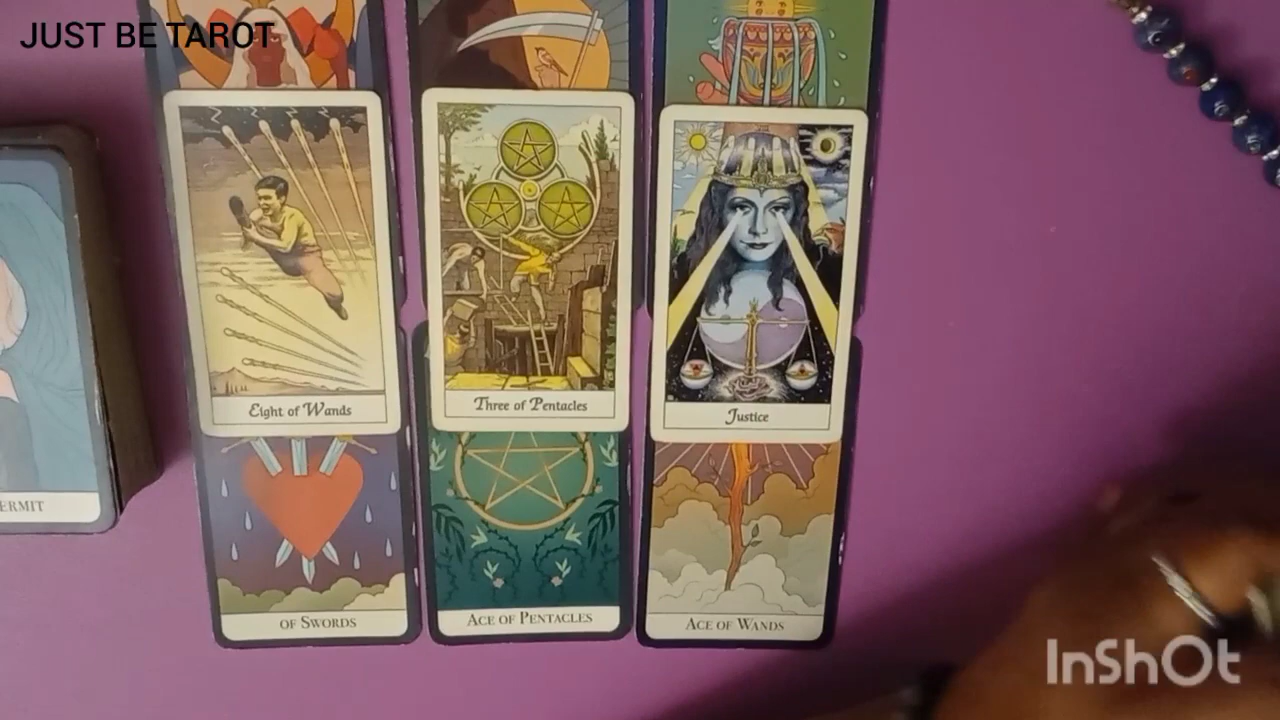 JUST BE TAROT
Eight of Wands
Three of Pentacles
Justice
ERMIT
OF SWORDS
ACE OF PENTACLES
ACE OF WANDS
InShOt